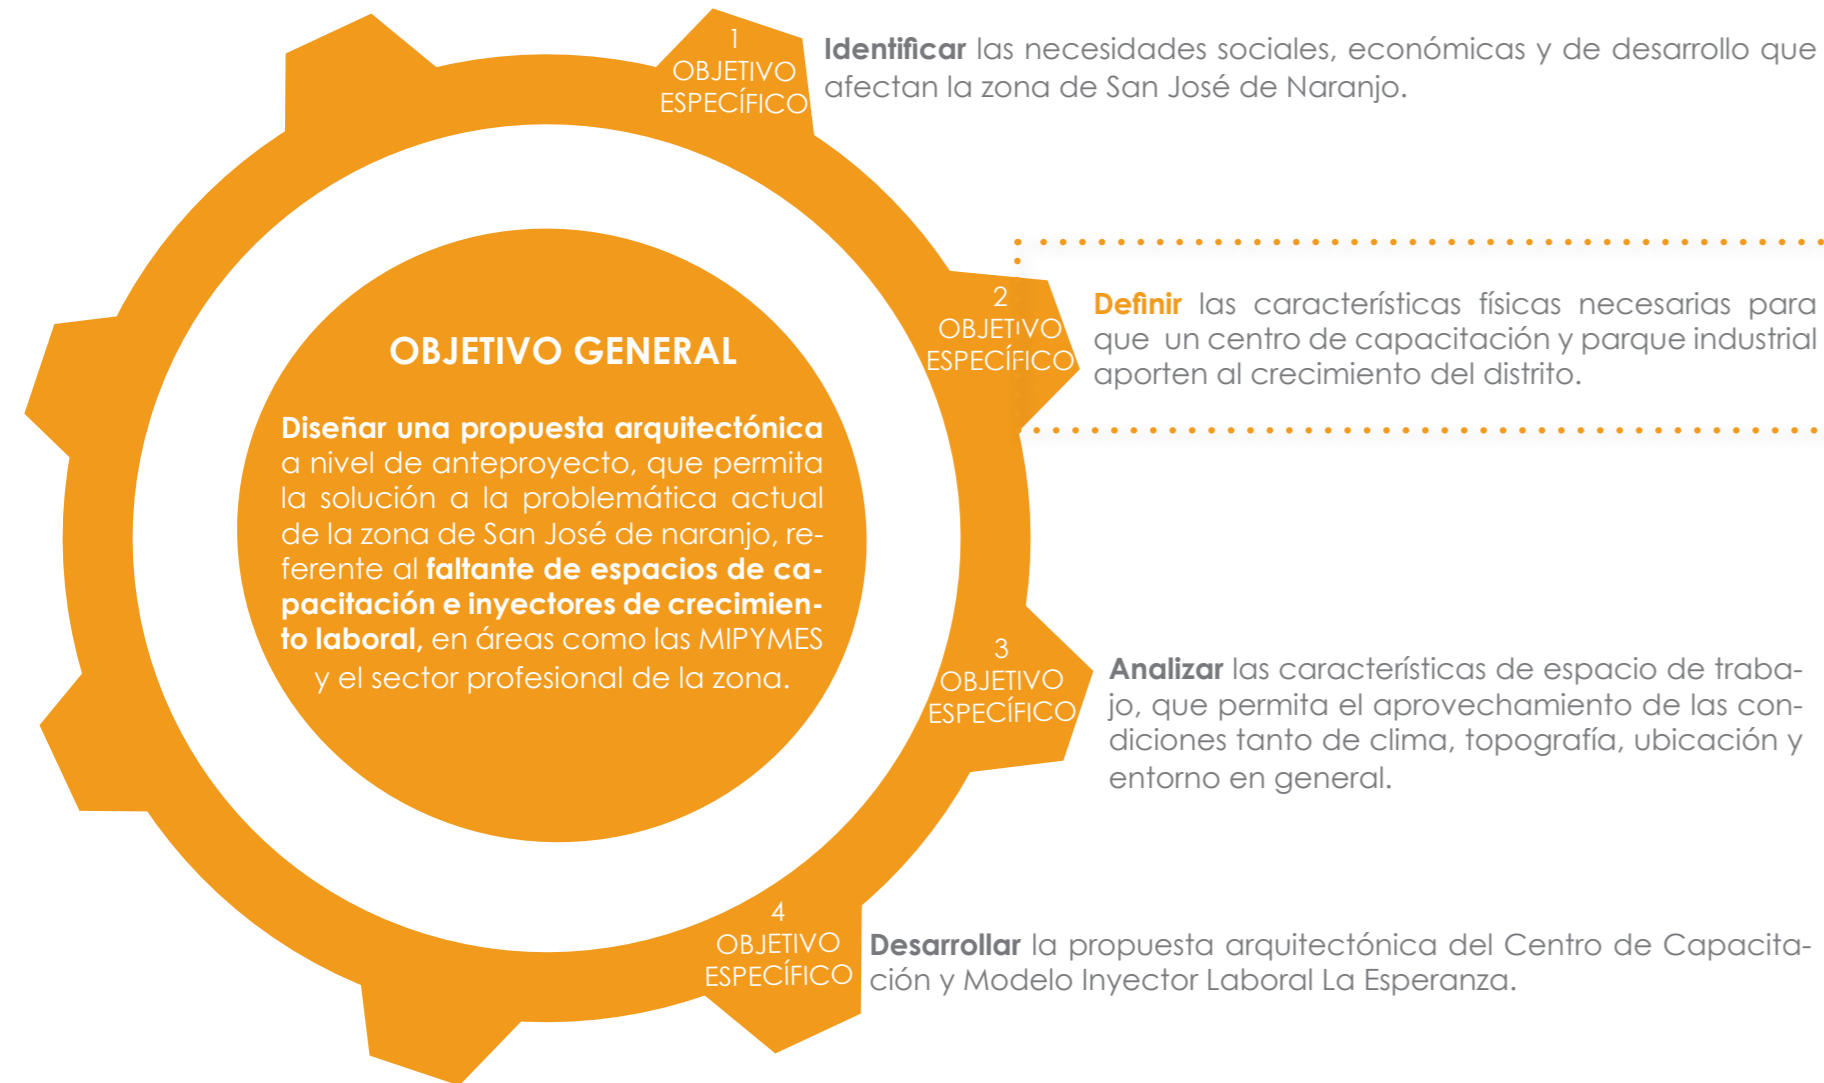 1
OBJETIVO
ESPECÍFICO
Identificar las necesidades sociales, económicas y de desarrollo que
afectan la zona de San José de Naranjo.
2
OBJETIVO
ESPECÍFICO
Definir las características físicas necesarias para
que un centro de capacitación y parque industrial
aporten al crecimiento del distrito.
OBJETIVO GENERAL
Diseñar una propuesta arquitectónica
a nivel de anteproyecto, que permita
la solución a la problemática actual
de la zona de San José de naranjo, re-
ferente al faltante de espacios de ca-
pacitación e inyectores de crecimien-
to laboral, en áreas como las MIPYMES
y el sector profesional de la zona.
3
OBJETIVO
ESPECÍFICO
Analizar las características de espacio de traba-
jo, que permita el aprovechamiento de las con-
diciones tanto de clima, topografía, ubicación y
entorno en general.
4
OBJETIVO
ESPECÍFICO
Desarrollar la propuesta arquitectónica del Centro de Capacita-
ción y Modelo Inyector Laboral La Esperanza.